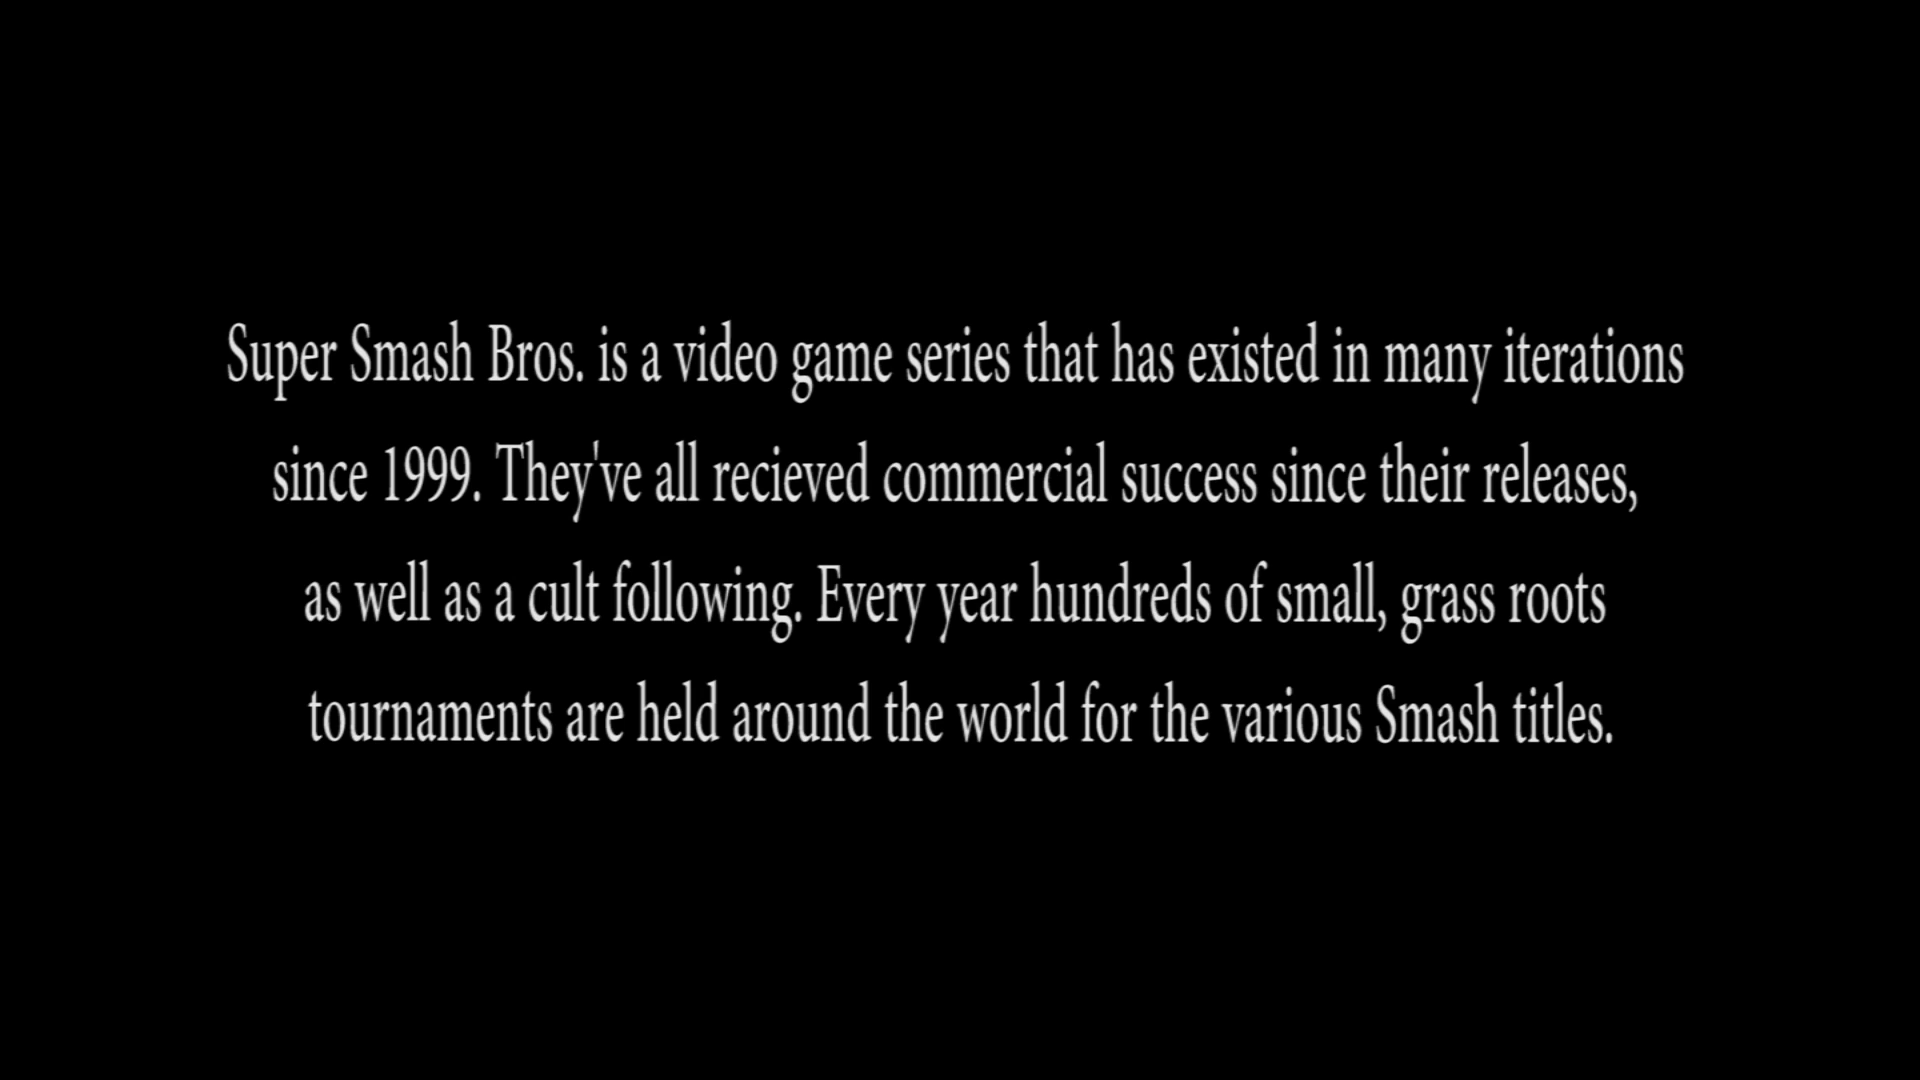 Super Smash Bros. is a video game series that has existed in many iterations
since 1999. They've all recieved commercial success since their releases,
as well as a cult following. Every year hundreds of small, grass roots
tournaments are held around the world for the various Smash titles.